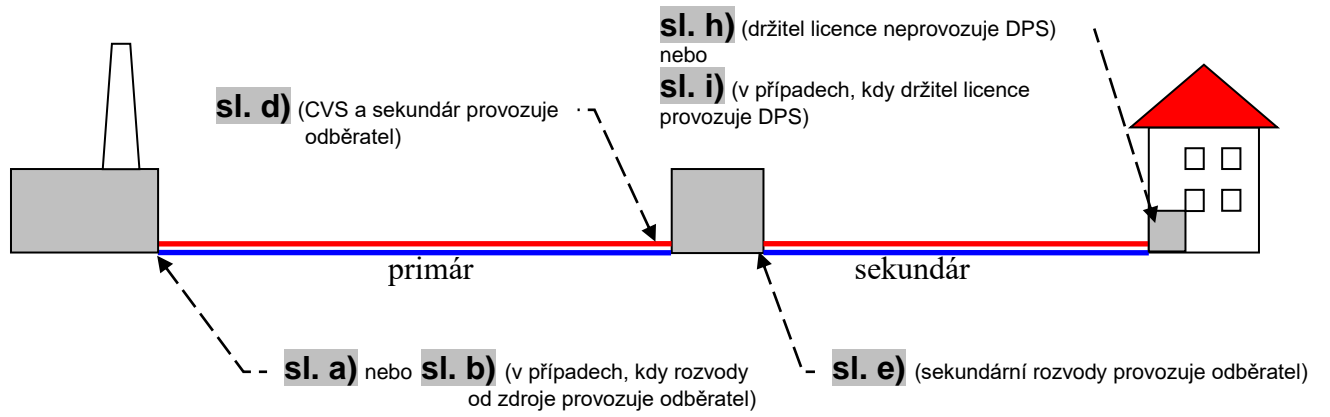 sl. h) (držitel licence neprovozuje DPS)
nebo
sl. i) (v případech, kdy držitel licence
provozuje DPS)
sl. d) (CVS a sekundár provozuje
odběratel)
primár
sekundár
sl. a) nebo sl. b) (v případech, kdy rozvody
od zdroje provozuje odběratel)
sl. e) (sekundární rozvody provozuje odběratel)